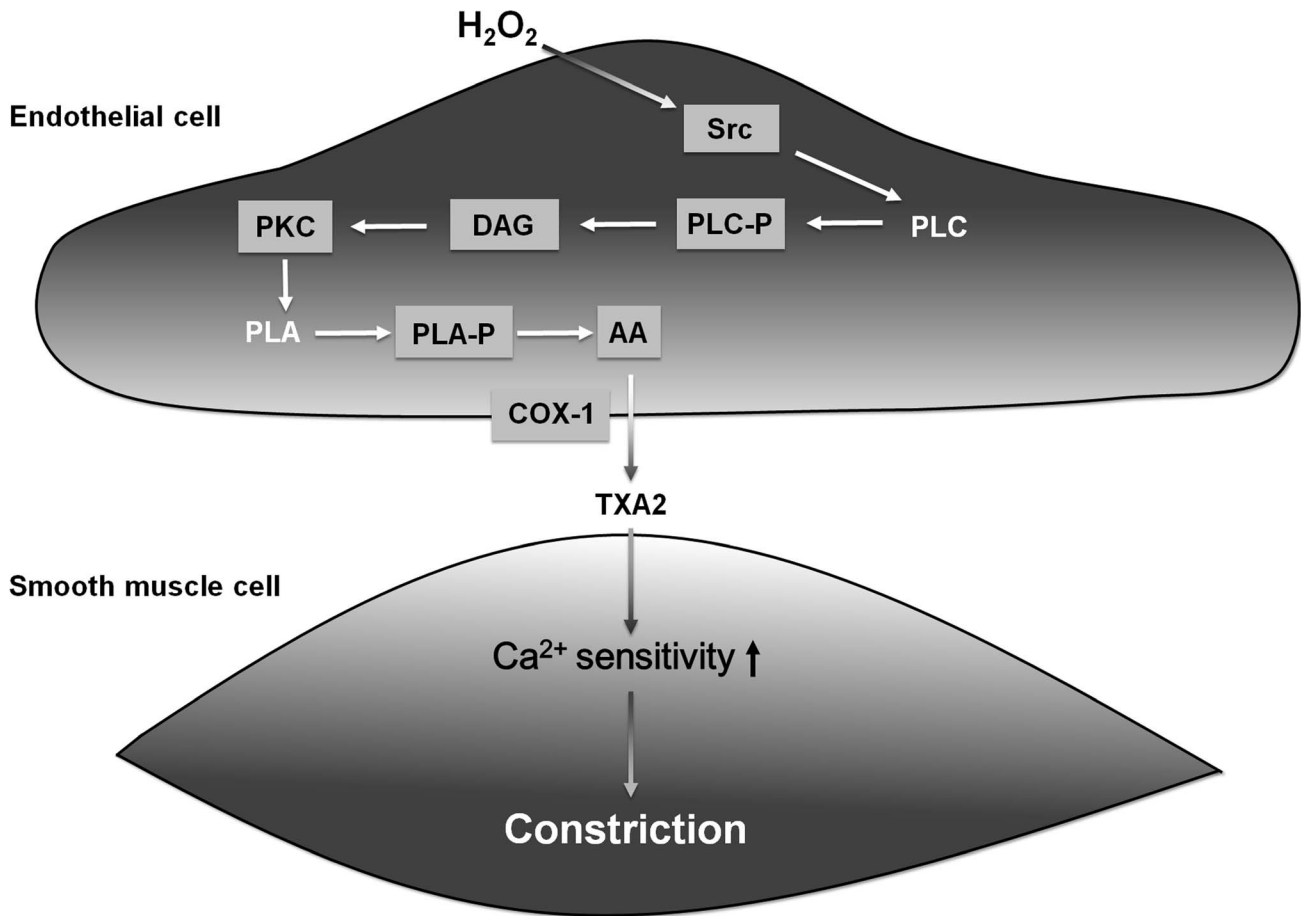 H₂O₂
Endothelial cell
Src
PKC
DAG
PLC-P
PLC
PLA
PLA-P
AA
COX-1
TXA2
Smooth muscle cell
Ca²⁺ sensitivity
Constriction